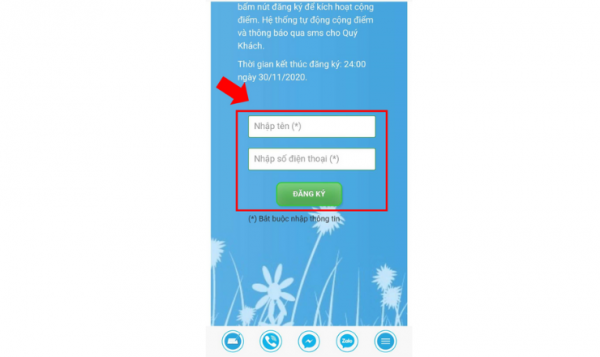 bấm nút đăng ký để kích hoạt cộng
điểm. Hệ thống tự động cộng điểm
và thông báo qua sms cho Quý
Khách.
Thời gian kết thúc đăng ký: 24:00
ngày 30/11/2020.
Nhập tên (*)
Nhập số điện thoại (*)
ĐĂNG KÝ
(*) Bắt buộc nhập thông tin
Zalo